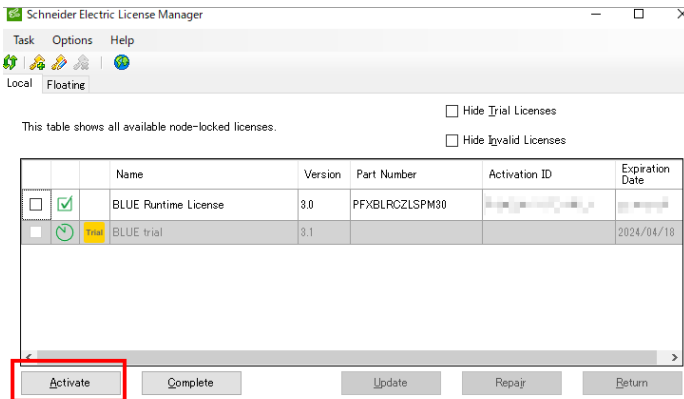 Schneider Electric License Manager
Task Options Help
Local Floating
Hide Trial Licenses
This table shows all available node-locked licenses.
Hide Invalid Licenses
Name Version Part Number Activation ID Expiration Date
BLUE Runtime License 3.0 PFXBLRCZLSPM30
Trial BLUE trial 3.1 2024/04/18
Activate Complete Update Repair Return